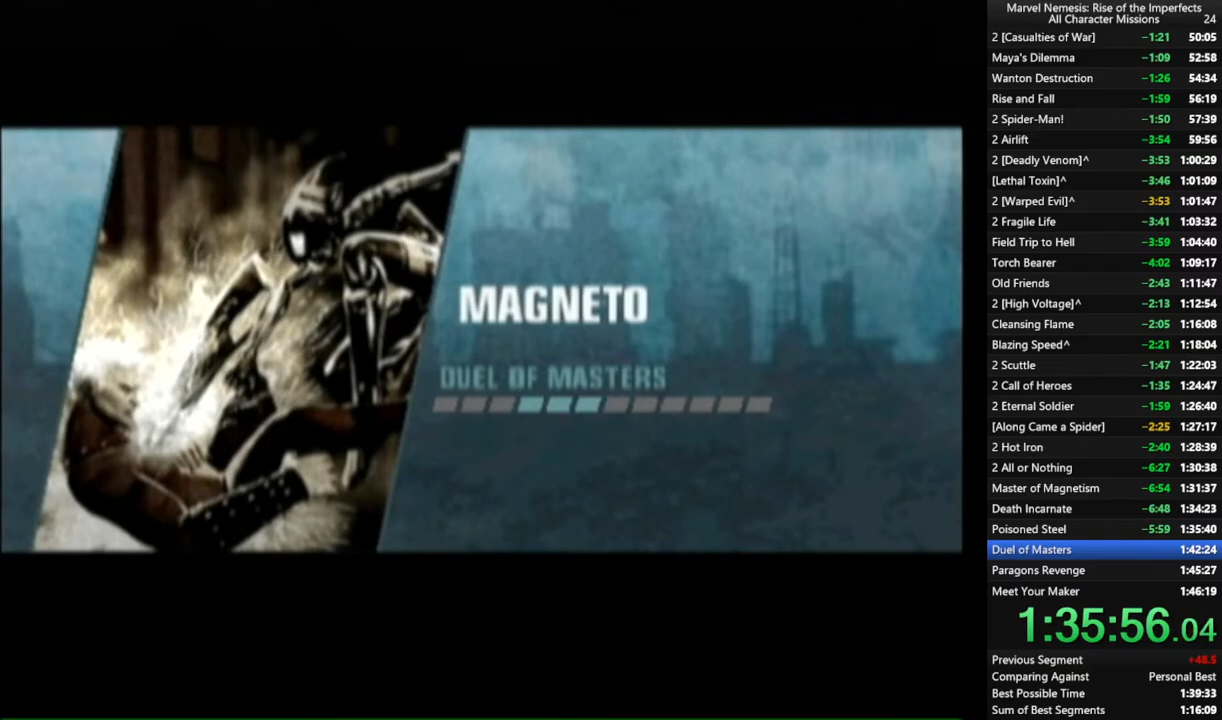 MAGNETO
DUEL OF MASTERS
Marvel Nemesis: Rise of the Imperfects
All Character Missions 24
2 [Casualties of War] −1:21 50:05
Maya's Dilemma −1:09 52:58
Wanton Destruction −1:26 54:34
Rise and Fall −1:59 56:19
2 Spider-Man! −1:50 57:39
2 Airlift −3:54 59:56
2 [Deadly Venom]^ −3:53 1:00:29
[Lethal Toxin]^ −3:46 1:01:09
2 [Warped Evil]^ −3:53 1:01:47
2 Fragile Life −3:41 1:03:32
Field Trip to Hell −3:59 1:04:40
Torch Bearer −4:02 1:09:17
Old Friends −2:43 1:11:47
2 [High Voltage]^ −2:13 1:12:54
Cleansing Flame −2:05 1:16:08
Blazing Speed^ −2:21 1:18:04
2 Scuttle −1:47 1:22:03
2 Call of Heroes −1:35 1:24:47
2 Eternal Soldier −1:59 1:26:40
[Along Came a Spider] −2:25 1:27:17
2 Hot Iron −2:40 1:28:39
2 All or Nothing −6:27 1:30:38
Master of Magnetism −6:54 1:31:37
Death Incarnate −6:48 1:34:23
Poisoned Steel −5:59 1:35:40
Duel of Masters 1:42:24
Paragons Revenge 1:45:27
Meet Your Maker 1:46:19
1:35:56.04
Previous Segment +48.5
Comparing Against Personal Best
Best Possible Time 1:39:33
Sum of Best Segments 1:16:09